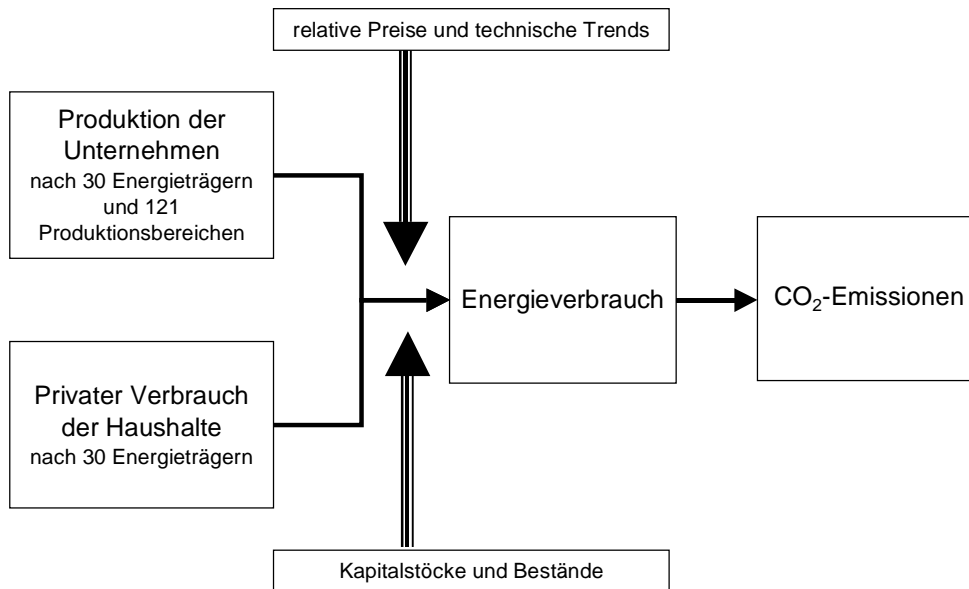 relative Preise und technische Trends
Produktion der
Unternehmen
nach 30 Energieträgern
und 121
Produktionsbereichen
Energieverbrauch
CO₂-Emissionen
Privater Verbrauch
der Haushalte
nach 30 Energieträgern
Kapitalstöcke und Bestände